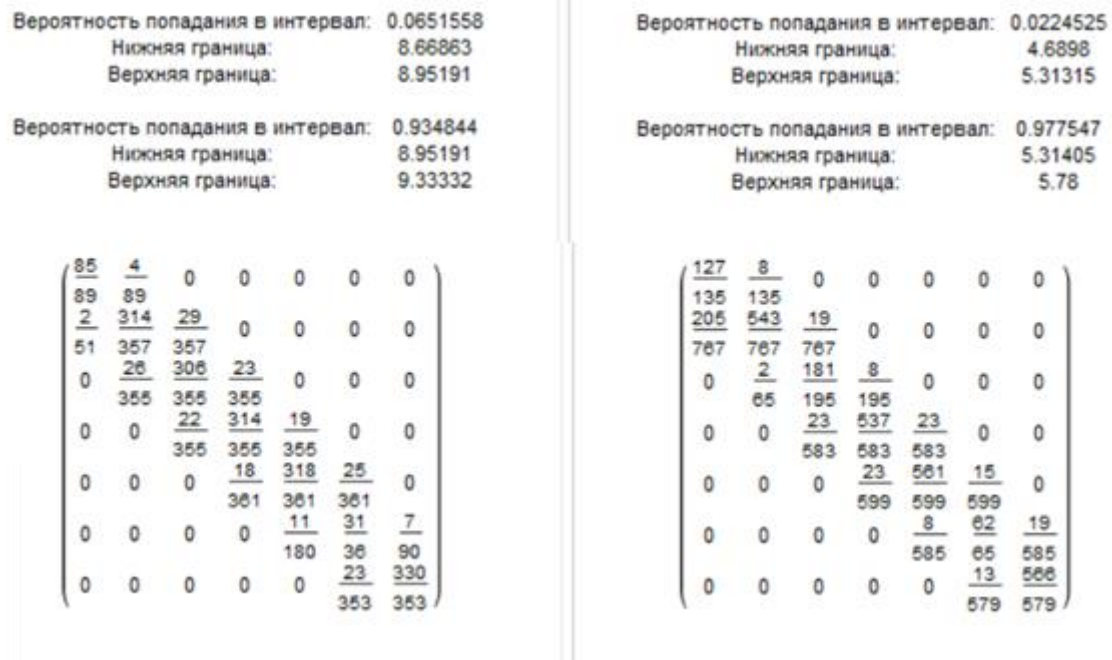 Вероятность попадания в интервал: 0.0651558
Нижняя граница: 8.66863
Верхняя граница: 8.95191
Вероятность попадания в интервал: 0.934844
Нижняя граница: 8.95191
Верхняя граница: 9.33332
85/89 4/89 0 0 0 0 0
2/51 314/357 29/357 0 0 0 0
0 26/355 306/355 23/355 0 0 0
0 0 22/355 314/355 19/355 0 0
0 0 0 18/361 318/361 25/361 0
0 0 0 0 11/180 31/36 7/90
0 0 0 0 0 23/353 330/353
Вероятность попадания в интервал: 0.0224525
Нижняя граница: 4.6898
Верхняя граница: 5.31315
Вероятность попадания в интервал: 0.977547
Нижняя граница: 5.31405
Верхняя граница: 5.78
127/135 8/135 0 0 0 0 0
205/767 543/767 19/767 0 0 0 0
0 2/65 181/195 8/195 0 0 0
0 0 23/583 537/583 23/583 0 0
0 0 0 23/599 561/599 15/599 0
0 0 0 0 8/585 62/65 19/585
0 0 0 0 0 13/579 566/579